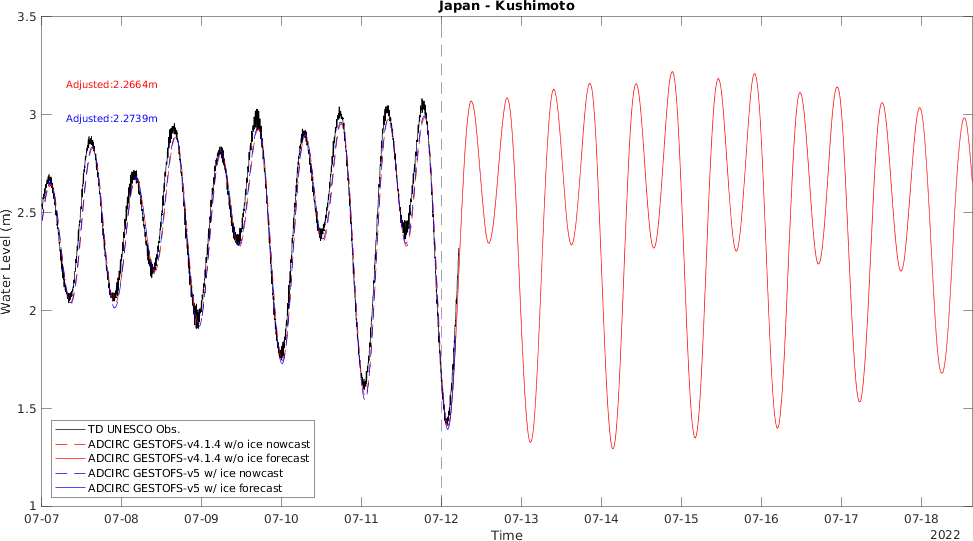 Japan - Kushimoto
3.5
3
2.5
2
1.5
1
Water Level (m)
Adjusted:2.2664m
Adjusted:2.2739m
TD UNESCO Obs.
ADCIRC GESTOFS-v4.1.4 w/o ice nowcast
ADCIRC GESTOFS-v4.1.4 w/o ice forecast
ADCIRC GESTOFS-v5 w/ ice nowcast
ADCIRC GESTOFS-v5 w/ ice forecast
07-07 07-08 07-09 07-10 07-11 07-12 07-13 07-14 07-15 07-16 07-17 07-18
Time
2022